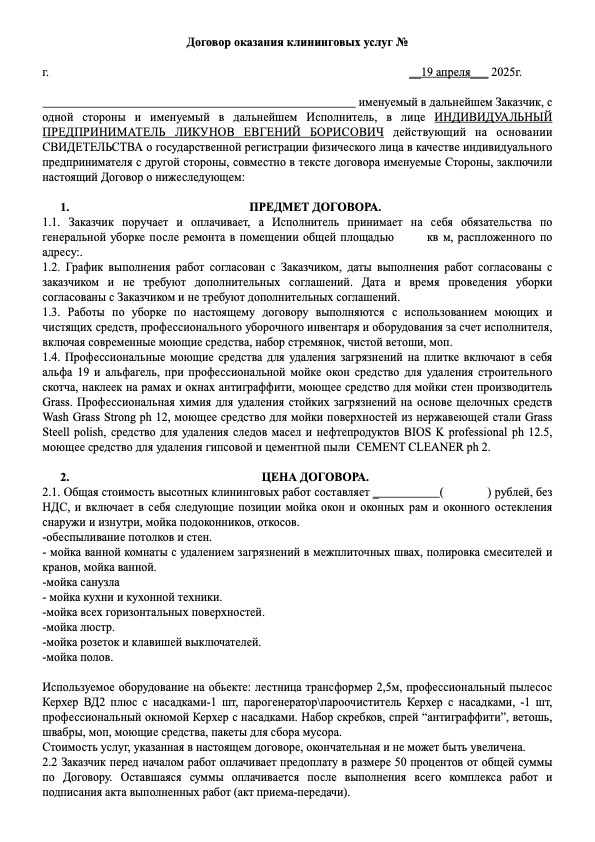 Договор оказания клининговых услуг №
г. __19 апреля___ 2025г.
____________________________________________________ именуемый в дальнейшем Заказчик, с
одной стороны и именуемый в дальнейшем Исполнитель, в лице ИНДИВИДУАЛЬНЫЙ
ПРЕДПРИНИМАТЕЛЬ ЛИКУНОВ ЕВГЕНИЙ БОРИСОВИЧ действующий на основании
СВИДЕТЕЛЬСТВА о государственной регистрации физического лица в качестве индивидуального
предпринимателя с другой стороны, совместно в тексте договора именуемые Стороны, заключили
настоящий Договор о нижеследующем:
1. ПРЕДМЕТ ДОГОВОРА.
1.1. Заказчик поручает и оплачивает, а Исполнитель принимает на себя обязательства по
генеральной уборке после ремонта в помещении общей площадью кв м, распложенного по
адресу:.
1.2. График выполнения работ согласован с Заказчиком, даты выполнения работ согласованы с
заказчиком и не требуют дополнительных соглашений. Дата и время проведения уборки
согласованы с Заказчиком и не требуют дополнительных соглашений.
1.3. Работы по уборке по настоящему договору выполняются с использованием моющих и
чистящих средств, профессионального уборочного инвентаря и оборудования за счет исполнителя,
включая современные моющие средства, набор стремянок, чистой ветоши, моп.
1.4. Профессиональные моющие средства для удаления загрязнений на плитке включают в себя
альфа 19 и альфагель, при профессиональной мойке окон средство для удаления строительного
скотча, наклеек на рамах и окнах антиграффити, моющее средство для мойки стен производитель
Grass. Профессиональная химия для удаления стойких загрязнений на основе щелочных средств
Wash Grass Strong ph 12, моющее средство для мойки поверхностей из нержавеющей стали Grass
Steell polish, средство для удаления следов масел и нефтепродуктов BIOS K professional ph 12.5,
моющее средство для удаления гипсовой и цементной пыли CEMENT CLEANER ph 2.
2. ЦЕНА ДОГОВОРА.
2.1. Общая стоимость высотных клининговых работ составляет ___________( ) рублей, без
НДС, и включает в себя следующие позиции мойка окон и оконных рам и оконного остекления
снаружи и изнутри, мойка подоконников, откосов.
-обеспыливание потолков и стен.
- мойка ванной комнаты с удалением загрязнений в межплиточных швах, полировка смесителей и
кранов, мойка ванной.
-мойка санузла
- мойка кухни и кухонной техники.
-мойка всех горизонтальных поверхностей.
-мойка люстр.
-мойка розеток и клавишей выключателей.
-мойка полов.
Используемое оборудование на обьекте: лестница трансформер 2,5м, профессиональный пылесос
Керхер ВД2 плюс с насадками-1 шт, парогенератор\пароочиститель Керхер с насадками, -1 шт,
профессиональный окномой Керхер с насадками. Набор скребков, спрей “антиграффити”, ветошь,
швабры, моп, моющие средства, пакеты для сбора мусора.
Стоимость услуг, указанная в настоящем договоре, окончательная и не может быть увеличена.
2.2 Заказчик перед началом работ оплачивает предоплату в размере 50 процентов от общей суммы
по Договору. Оставшаяся суммы оплачивается после выполнения всего комплекса работ и
подписания акта выполненных работ (акт приема-передачи).